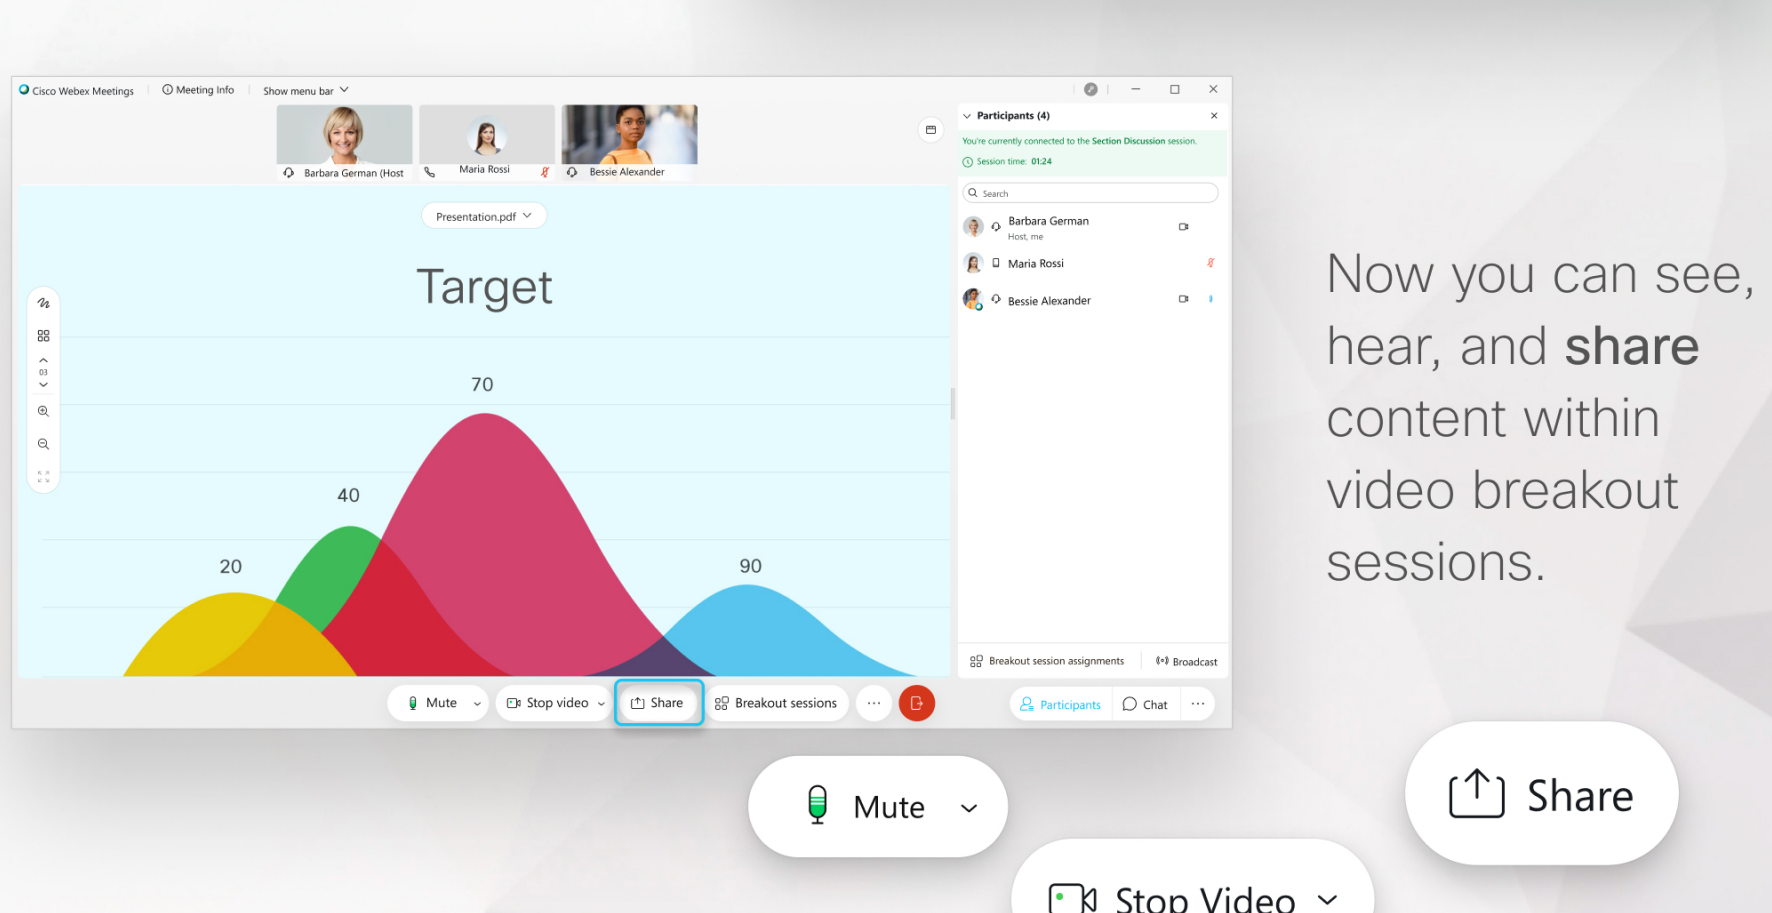 Cisco Webex Meetings
Meeting Info
Show menu bar
Barbara German (Host
Maria Rossi
Bessie Alexander
Presentation.pdf
Target
03
70
40
20
90
Participants (4)
You're currently connected to the Section Discussion session.
Session time: 01:24
Search
Barbara German
Host, me
Maria Rossi
Bessie Alexander
Breakout session assignments
Broadcast
Mute
Stop video
Share
Breakout sessions
Participants
Chat
Now you can see,
hear, and share
content within
video breakout
sessions.
Mute
Share
Stop Video